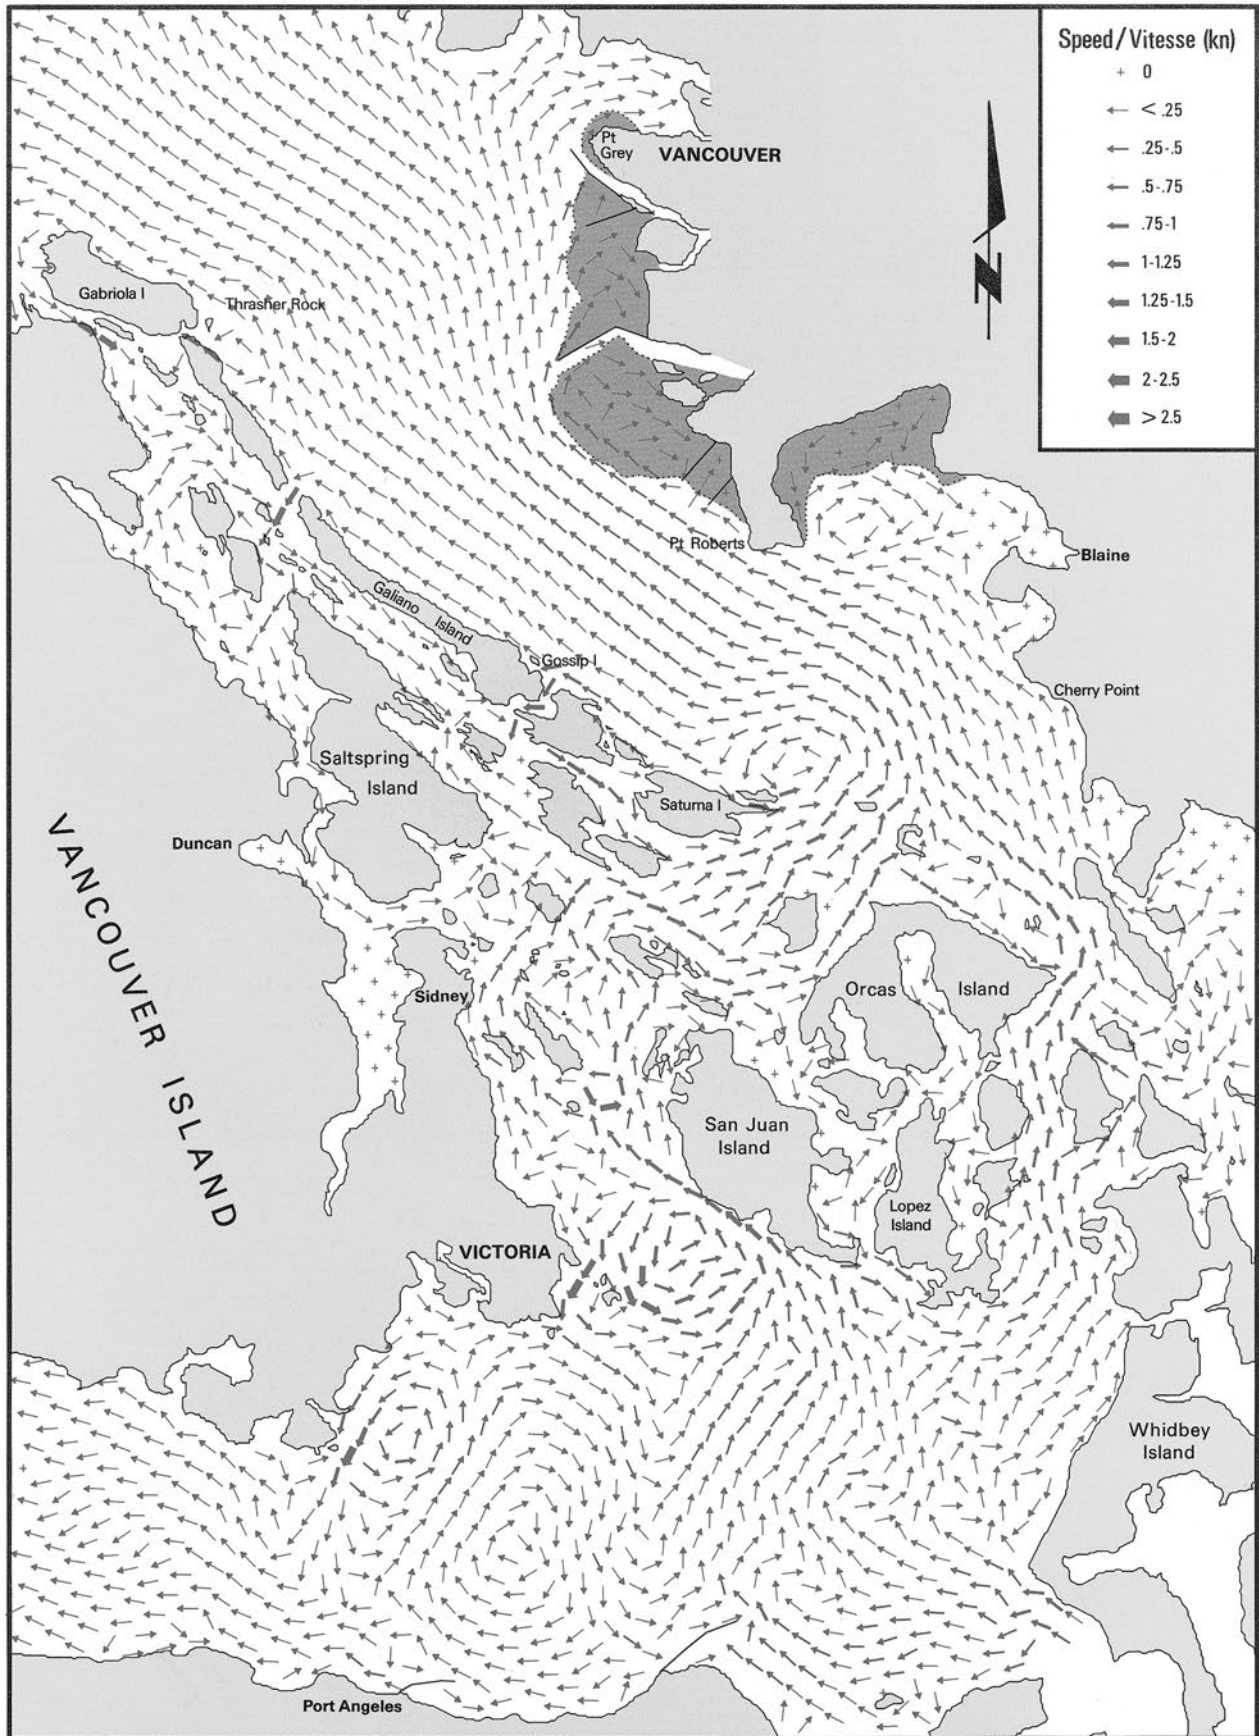 Speed/Vitesse (kn)
0
< .25
.25-.5
.5-.75
.75-1
1-1.25
1.25-1.5
1.5-2
2-2.5
> 2.5
N
Pt
Grey
VANCOUVER
Gabriola I
Thrasher Rock
Pt Roberts
Blaine
Galiano
Island
Gossip I
Cherry Point
Saltspring
Island
Saturna I
Duncan
VANCOUVER ISLAND
Sidney
Orcas
Island
San Juan
Island
Lopez
Island
VICTORIA
Whidbey
Island
Port Angeles